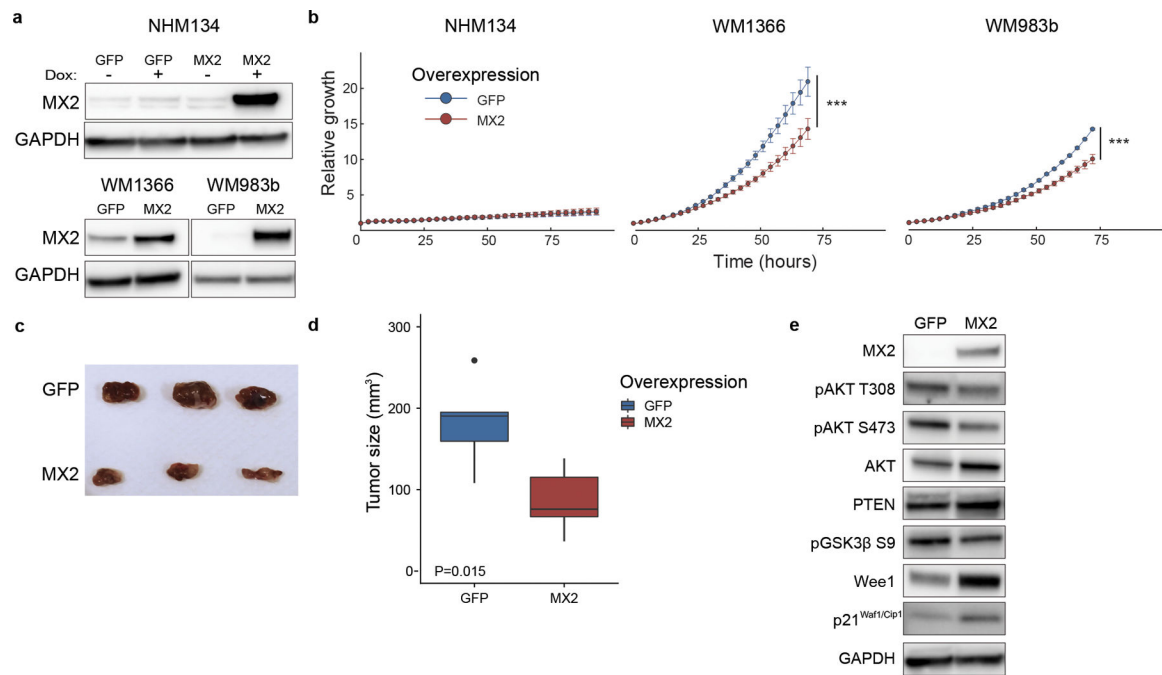 a
NHM134
GFP GFP MX2 MX2
Dox: - + - +
MX2
GAPDH
WM1366 WM983b
GFP MX2 GFP MX2
MX2
GAPDH
b
NHM134 WM1366 WM983b
Relative growth
20
15
10
5
Overexpression
GFP
MX2
***
***
0 25 50 75 0 25 50 75 0 25 50 75
Time (hours)
c
GFP
MX2
d
Tumor size (mm³)
300
200
100
0
P=0.015
GFP MX2
Overexpression
GFP
MX2
e
GFP MX2
MX2
pAKT T308
pAKT S473
AKT
PTEN
pGSK3β S9
Wee1
p21Waf1/Cip1
GAPDH